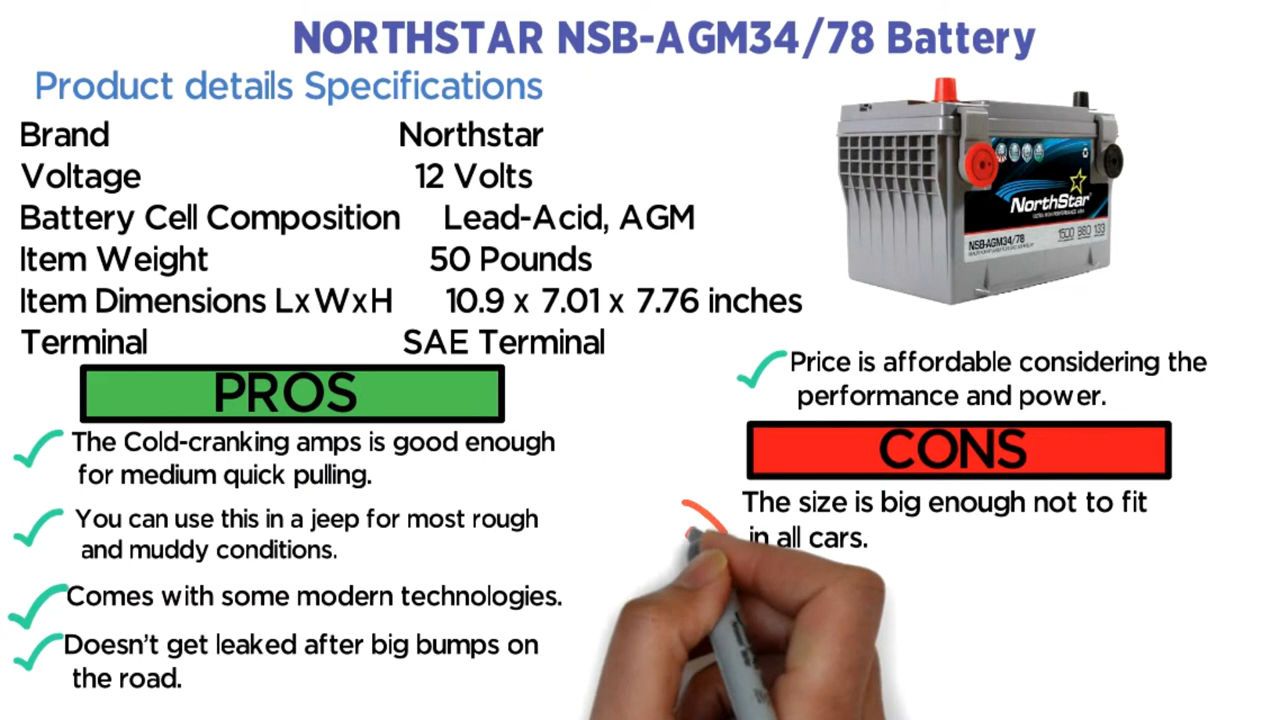 NORTHSTAR NSB-AGM34/78 Battery
Product details Specifications
Brand Northstar
Voltage 12 Volts
Battery Cell Composition Lead-Acid, AGM
Item Weight 50 Pounds
Item Dimensions LxWxH 10.9 x 7.01 x 7.76 inches
Terminal SAE Terminal
PROS
The Cold-cranking amps is good enough
for medium quick pulling.
You can use this in a jeep for most rough
and muddy conditions.
Comes with some modern technologies.
Doesn't get leaked after big bumps on
the road.
NorthStar
NSB-AGM34/78
1500 880 133
Price is affordable considering the
performance and power.
CONS
The size is big enough not to fit
in all cars.